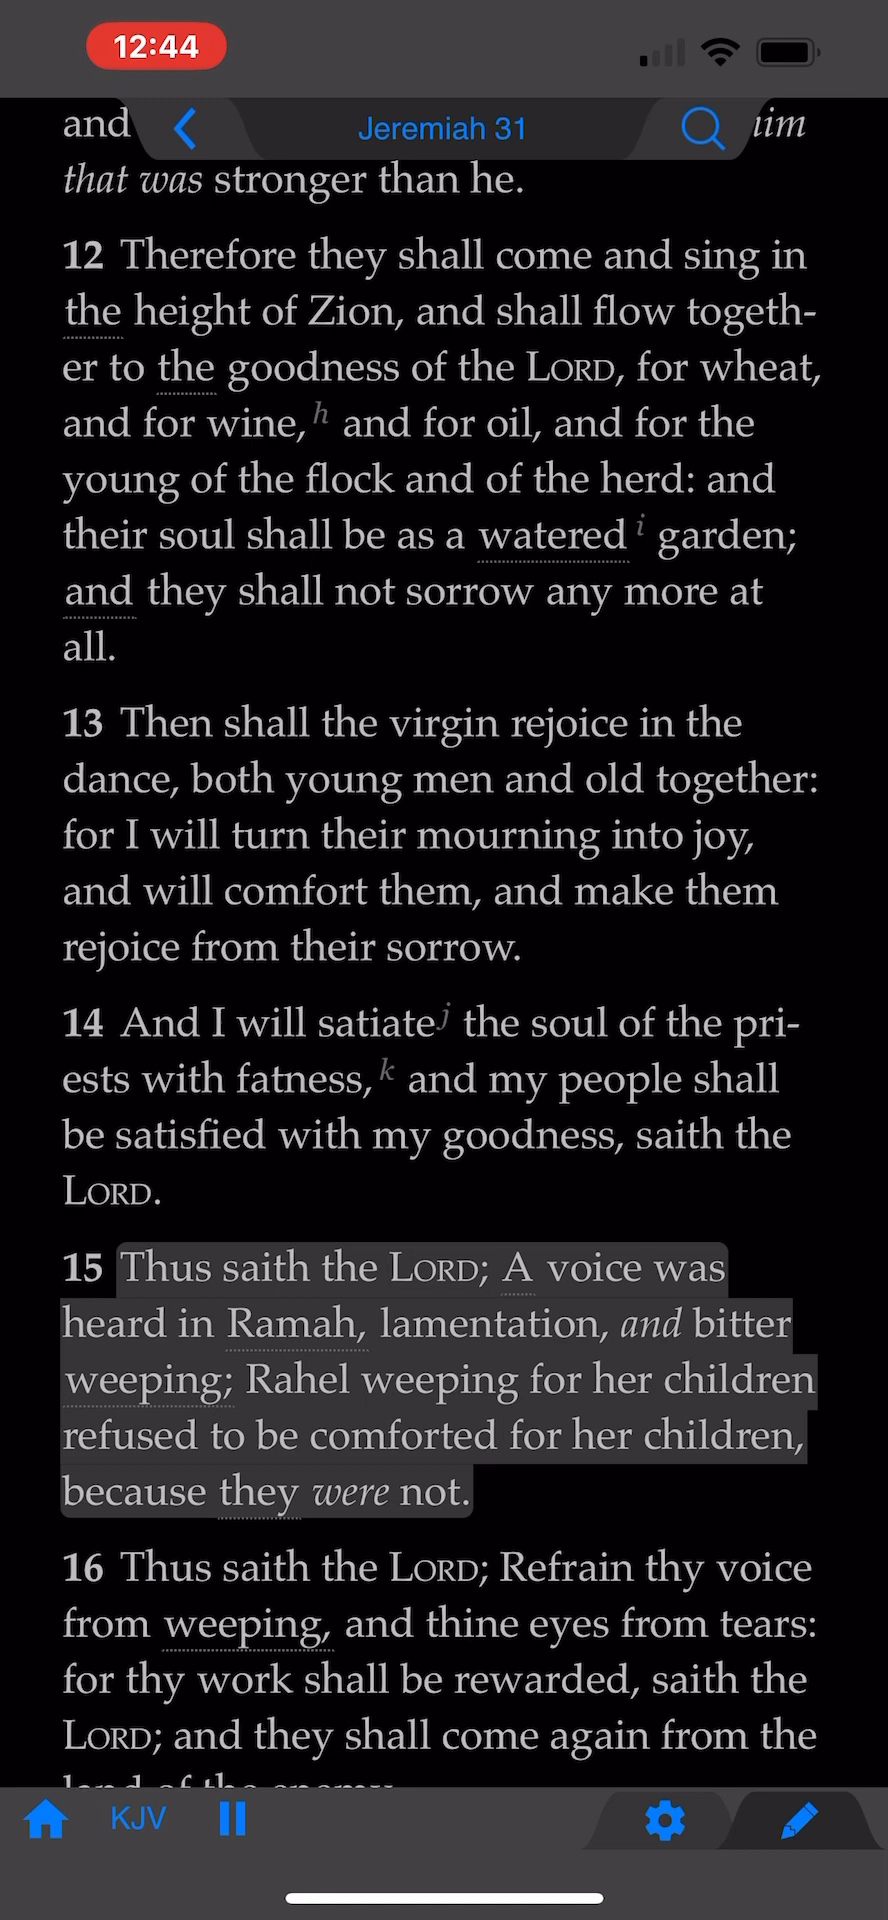 12:44
Jeremiah 31
and him
that was stronger than he.
12 Therefore they shall come and sing in
the height of Zion, and shall flow togeth-
er to the goodness of the LORD, for wheat,
and for wine, h and for oil, and for the
young of the flock and of the herd: and
their soul shall be as a watered i garden;
and they shall not sorrow any more at
all.
13 Then shall the virgin rejoice in the
dance, both young men and old together:
for I will turn their mourning into joy,
and will comfort them, and make them
rejoice from their sorrow.
14 And I will satiate j the soul of the pri-
ests with fatness, k and my people shall
be satisfied with my goodness, saith the
LORD.
15 Thus saith the LORD; A voice was
heard in Ramah, lamentation, and bitter
weeping; Rahel weeping for her children
refused to be comforted for her children,
because they were not.
16 Thus saith the LORD; Refrain thy voice
from weeping, and thine eyes from tears:
for thy work shall be rewarded, saith the
LORD; and they shall come again from the
land of the enemy.
KJV